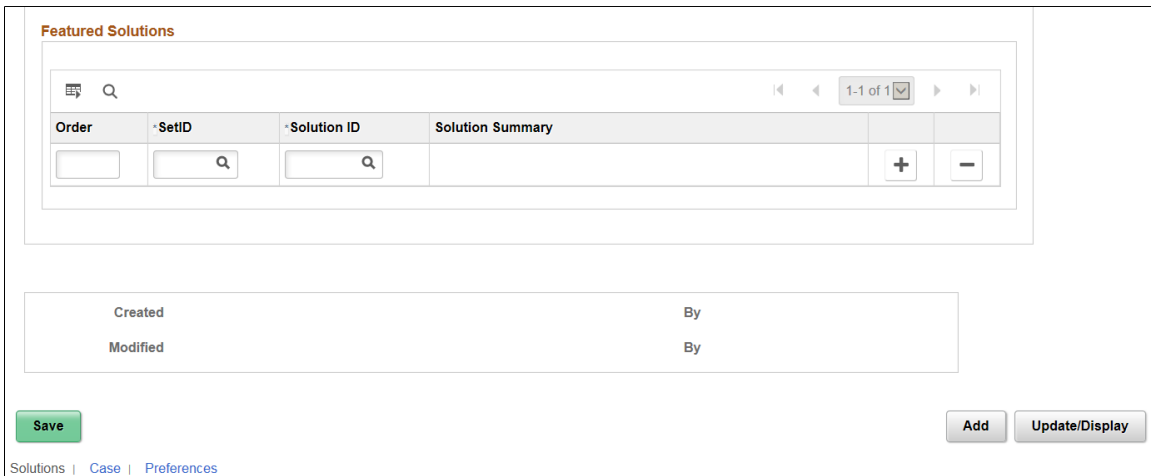 Featured Solutions
1-1 of 1
Order *SetID *Solution ID Solution Summary
Created By
Modified By
Save Add Update/Display
Solutions | Case | Preferences